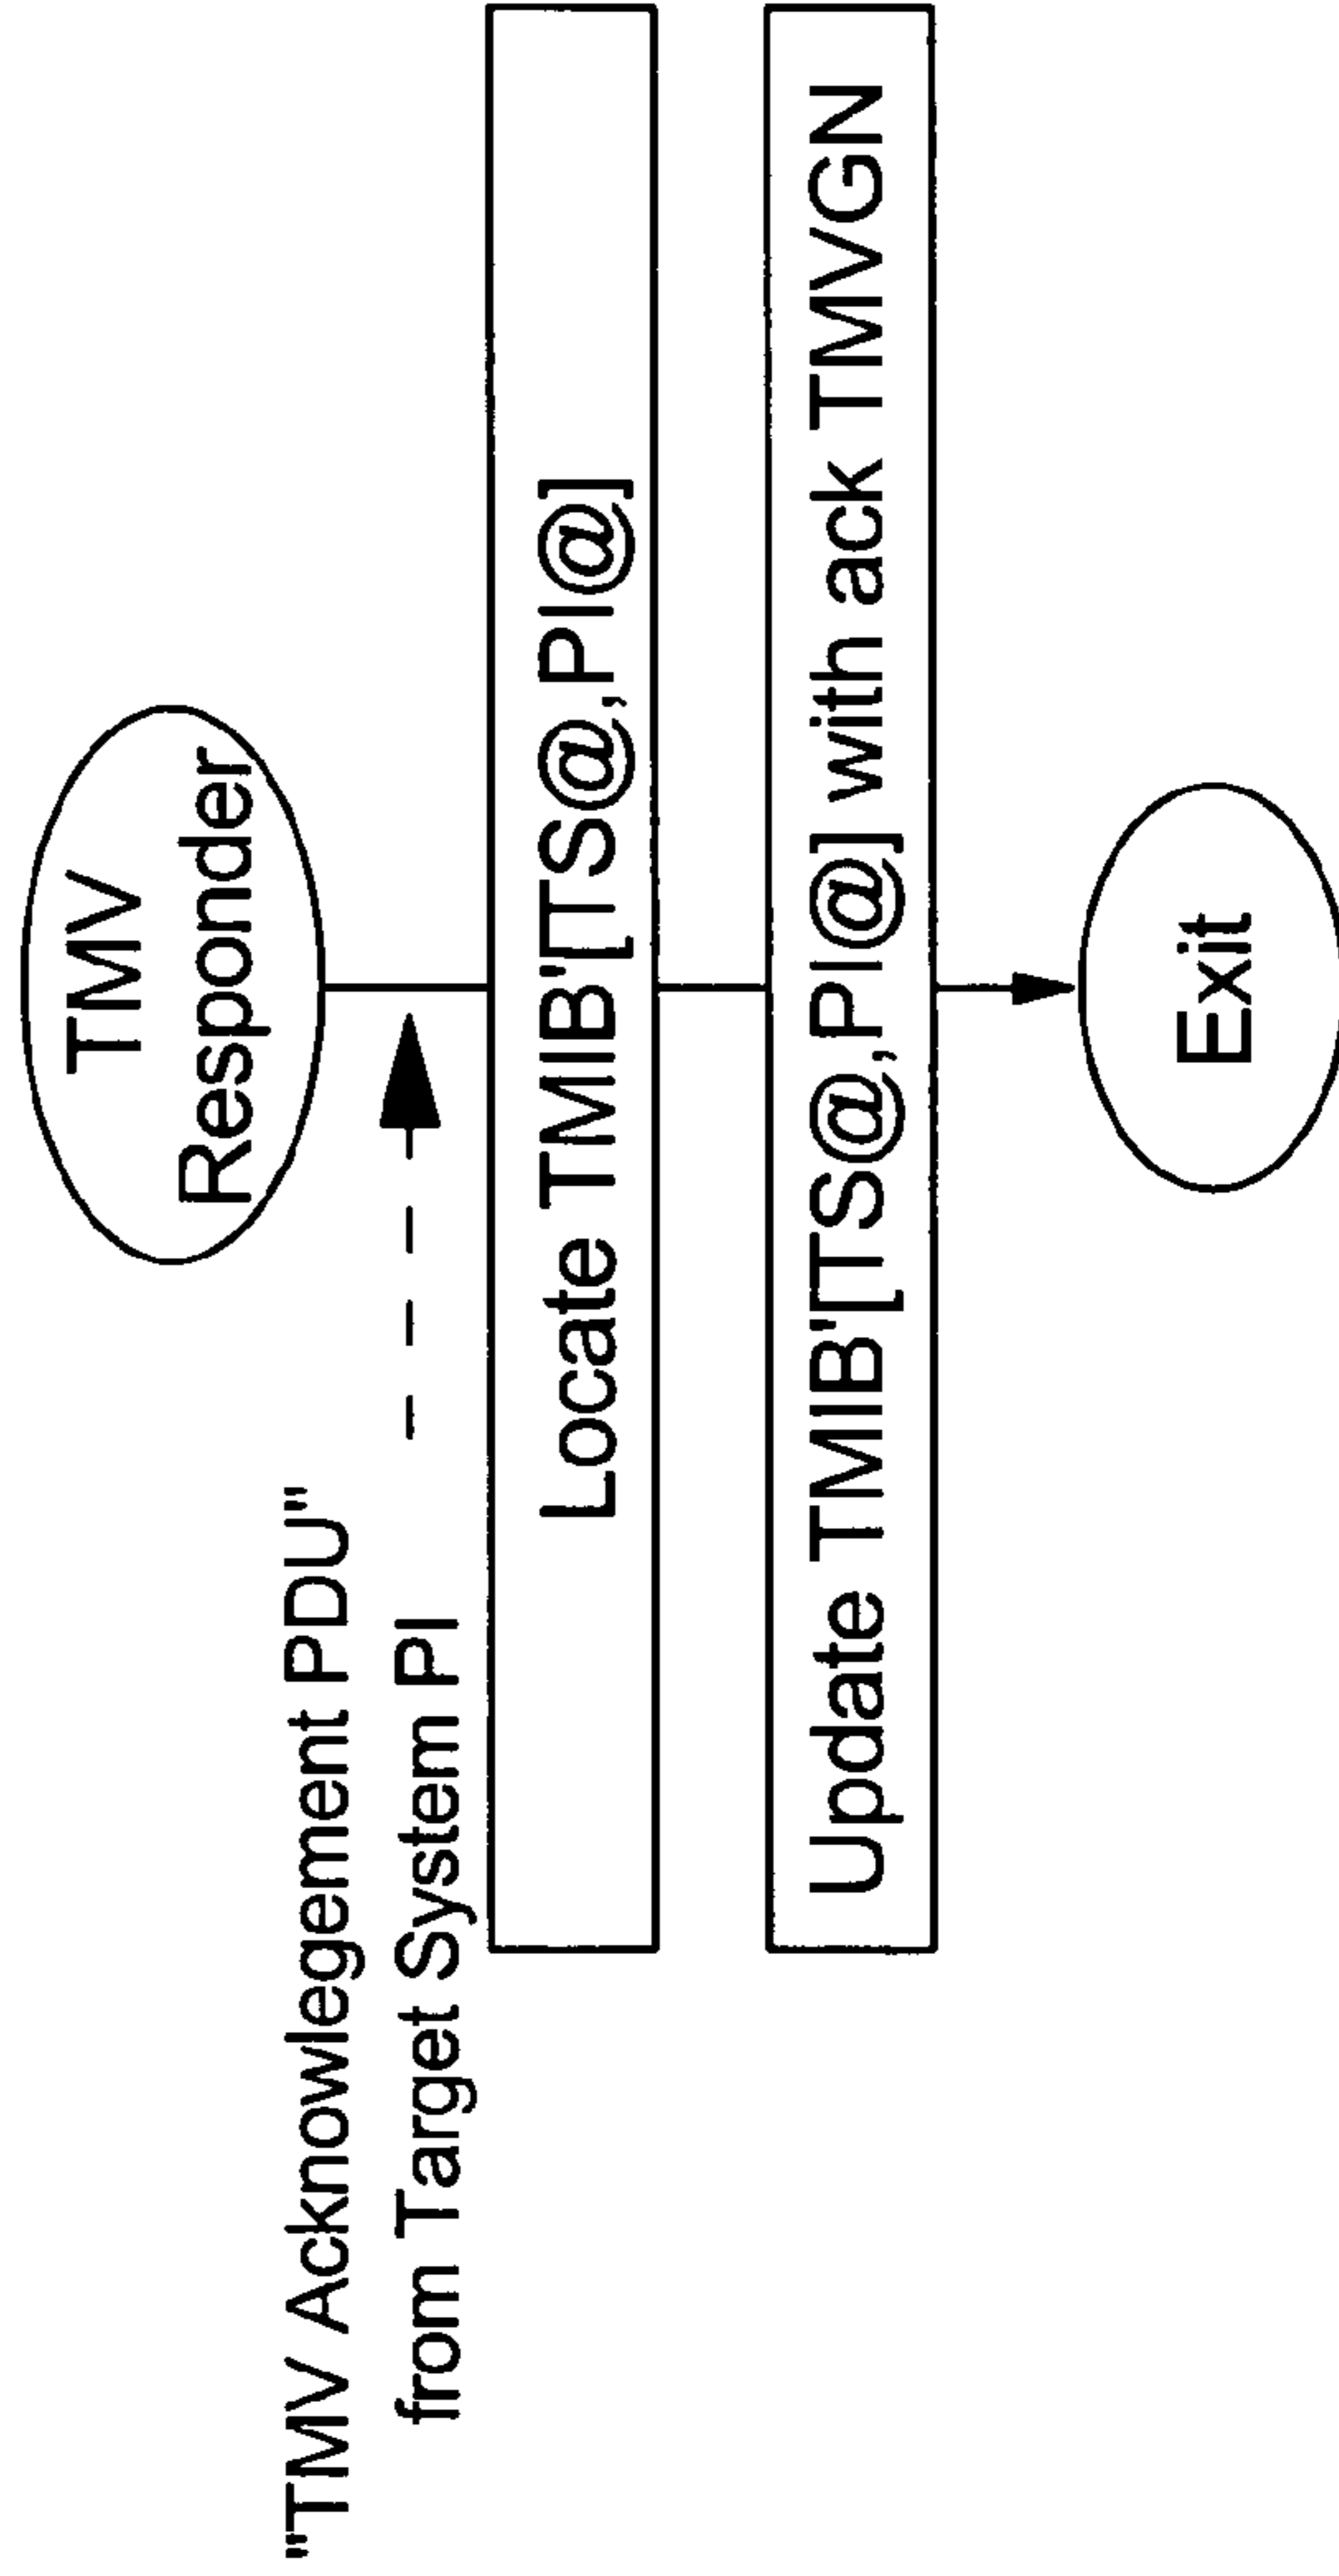 TMV
Responder
"TMV Acknowlegement PDU"
from Target System PI
Locate TMIB'[TS@,PI@]
Update TMIB'[TS@,PI@] with ack TMVGN
Exit